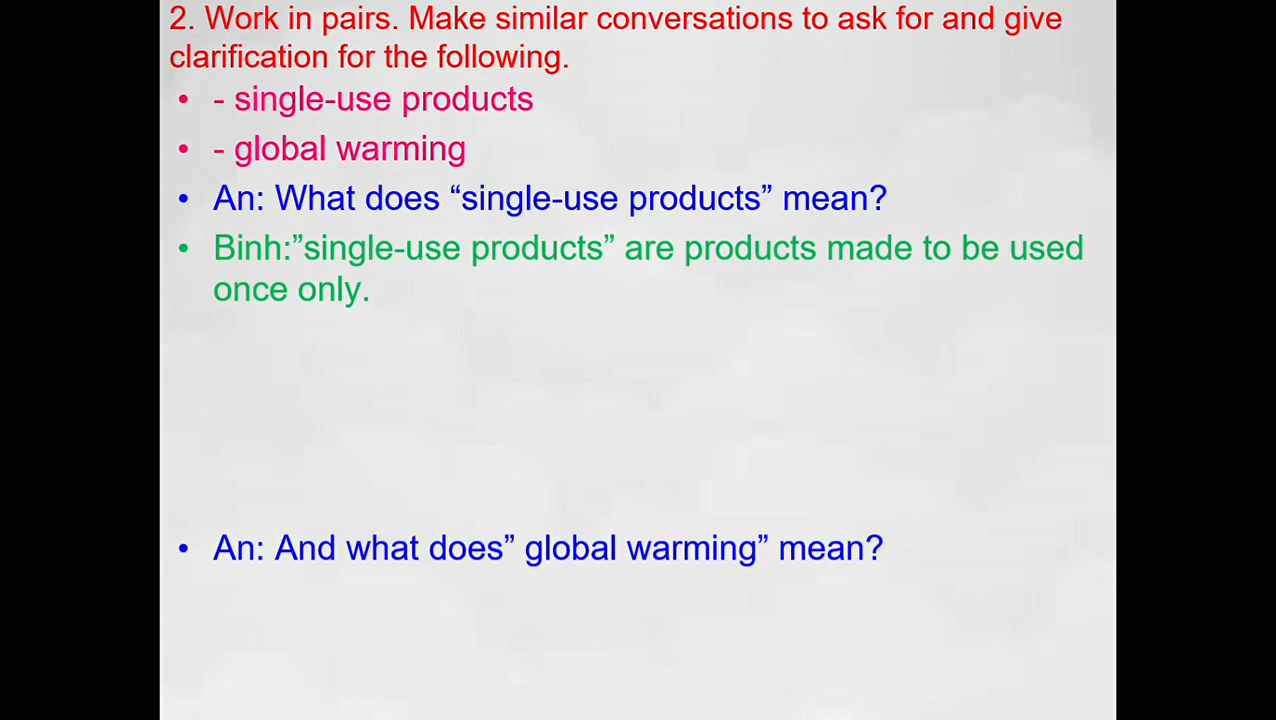 2. Work in pairs. Make similar conversations to ask for and give
clarification for the following.
• - single-use products
• - global warming
• An: What does “single-use products” mean?
• Binh:”single-use products” are products made to be used
once only.
• An: And what does” global warming” mean?